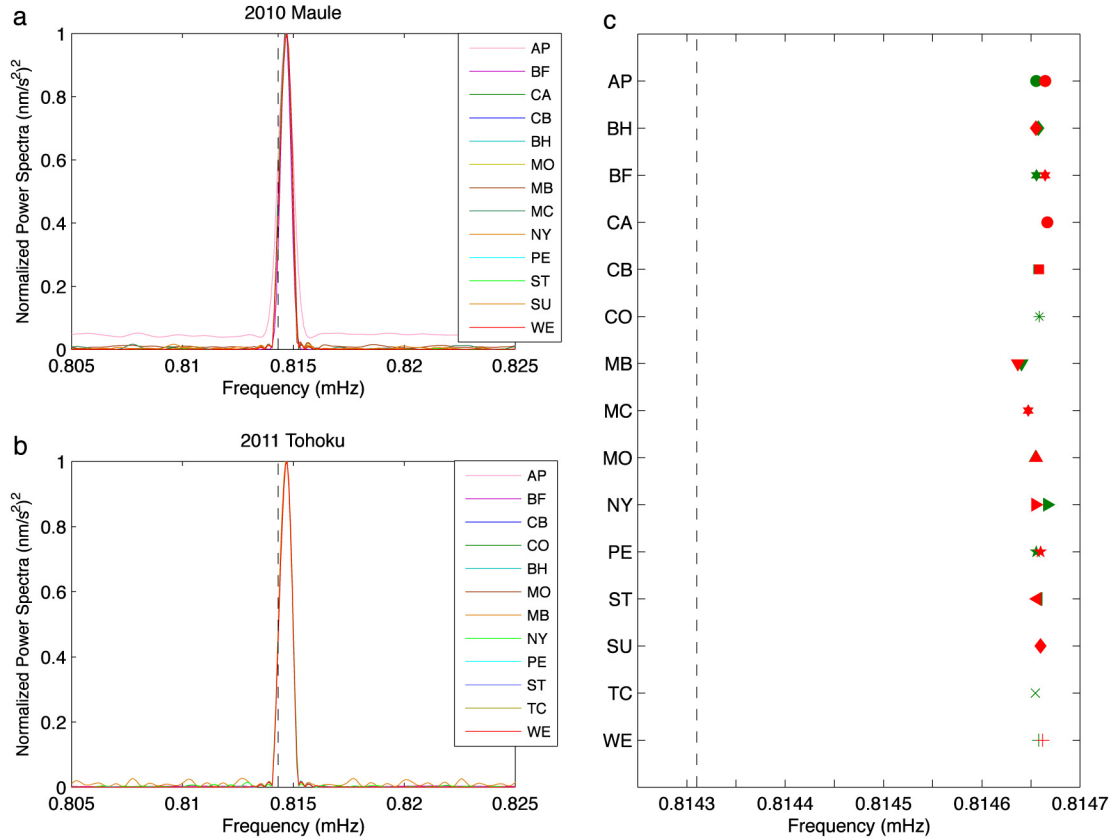 a
2010 Maule
Normalized Power Spectra (nm/s²)²
1
0.8
0.6
0.4
0.2
0
0.805
0.81
0.815
0.82
0.825
Frequency (mHz)
AP
BF
CA
CB
BH
MO
MB
MC
NY
PE
ST
SU
WE
b
2011 Tohoku
Normalized Power Spectra (nm/s²)²
1
0.8
0.6
0.4
0.2
0
0.805
0.81
0.815
0.82
0.825
Frequency (mHz)
AP
BF
CB
CO
BH
MO
MB
NY
PE
ST
TC
WE
c
AP
BH
BF
CA
CB
CO
MB
MC
MO
NY
PE
ST
SU
TC
WE
0.8143
0.8144
0.8145
0.8146
0.8147
Frequency (mHz)